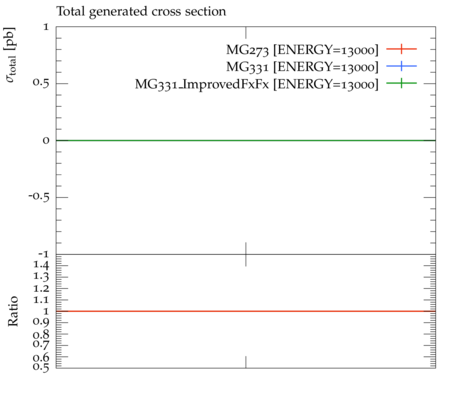 Total generated cross section
σtotal [pb]
1
0.5
0
-0.5
-1
MG273 [ENERGY=13000]
MG331 [ENERGY=13000]
MG331_ImprovedFxFx [ENERGY=13000]
Ratio
1.4
1.3
1.2
1.1
1
0.9
0.8
0.7
0.6
0.5